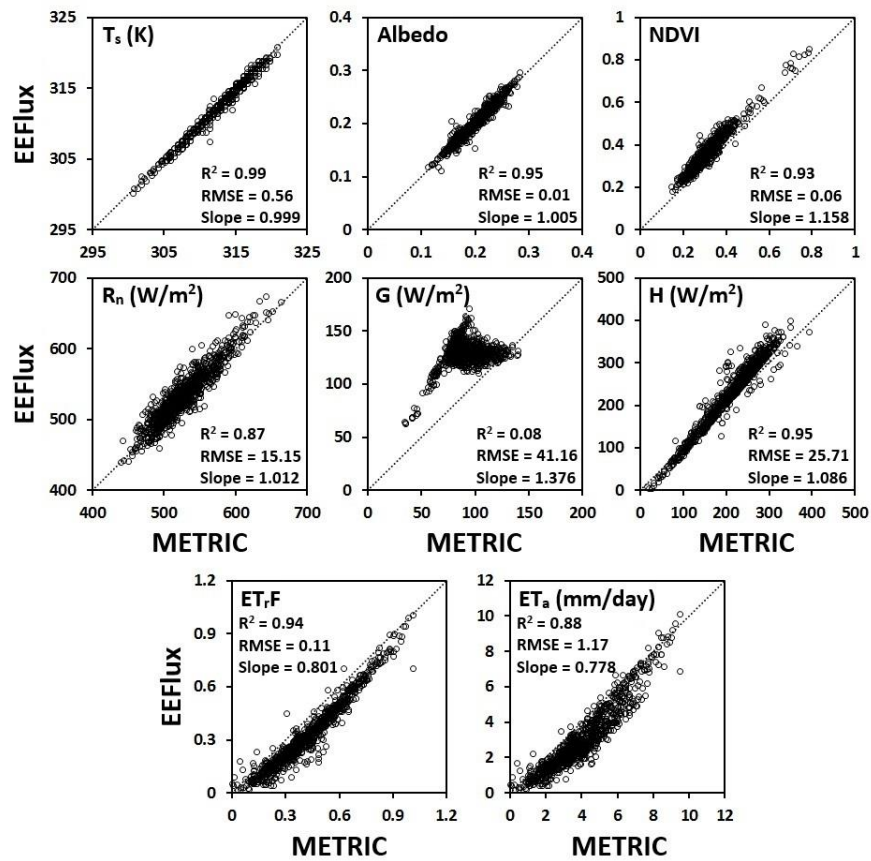 T_s (K)
0.4
Albedo
1
NDVI
325
315
305
295
0.3
0.2
0.1
0
0.8
0.6
0.4
0.2
0
EEFlux
R² = 0.99
RMSE = 0.56
Slope = 0.999
R² = 0.95
RMSE = 0.01
Slope = 1.005
R² = 0.93
RMSE = 0.06
Slope = 1.158
295 305 315 325
0 0.1 0.2 0.3 0.4
0 0.2 0.4 0.6 0.8 1
700
600
500
400
R_n (W/m²)
200
150
100
50
0
G (W/m²)
500
400
300
200
100
0
H (W/m²)
EEFlux
R² = 0.87
RMSE = 15.15
Slope = 1.012
R² = 0.08
RMSE = 41.16
Slope = 1.376
R² = 0.95
RMSE = 25.71
Slope = 1.086
400 500 600 700
0 50 100 150 200
0 100 200 300 400 500
METRIC
METRIC
METRIC
1.2
0.9
0.6
0.3
0
ET_rF
R² = 0.94
RMSE = 0.11
Slope = 0.801
12
10
8
6
4
2
0
ET_a (mm/day)
R² = 0.88
RMSE = 1.17
Slope = 0.778
EEFlux
0 0.3 0.6 0.9 1.2
0 2 4 6 8 10 12
METRIC
METRIC